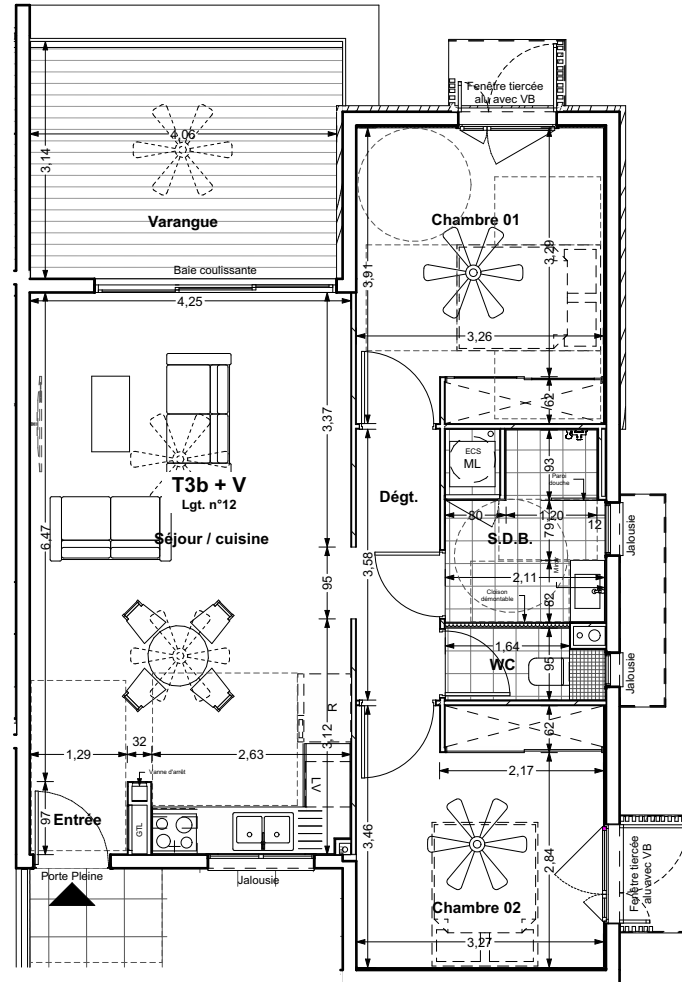 Fenêtre tiercée
alu avec VB
4,06
3,14
Varangue
Baie coulissante
4,25
Chambre 01
3,91
3,29
3,26
62
3,37
T3b + V
Lgt. n°12
Séjour / cuisine
6,47
Dégt.
ECS
ML
93
Paroi
douche
80
1,20
12
79
S.D.B.
Jalousie
3,58
95
2,11
Miroir
82
Cloison
démontable
1,64
95
WC
Jalousie
R
3,12
62
1,29
32
2,63
2,17
Vanne d'arrêt
LV
97
Entrée
GTL
3,46
2,84
Porte Pleine
Jalousie
Chambre 02
3,27
Fenêtre tiercée
alu avec VB